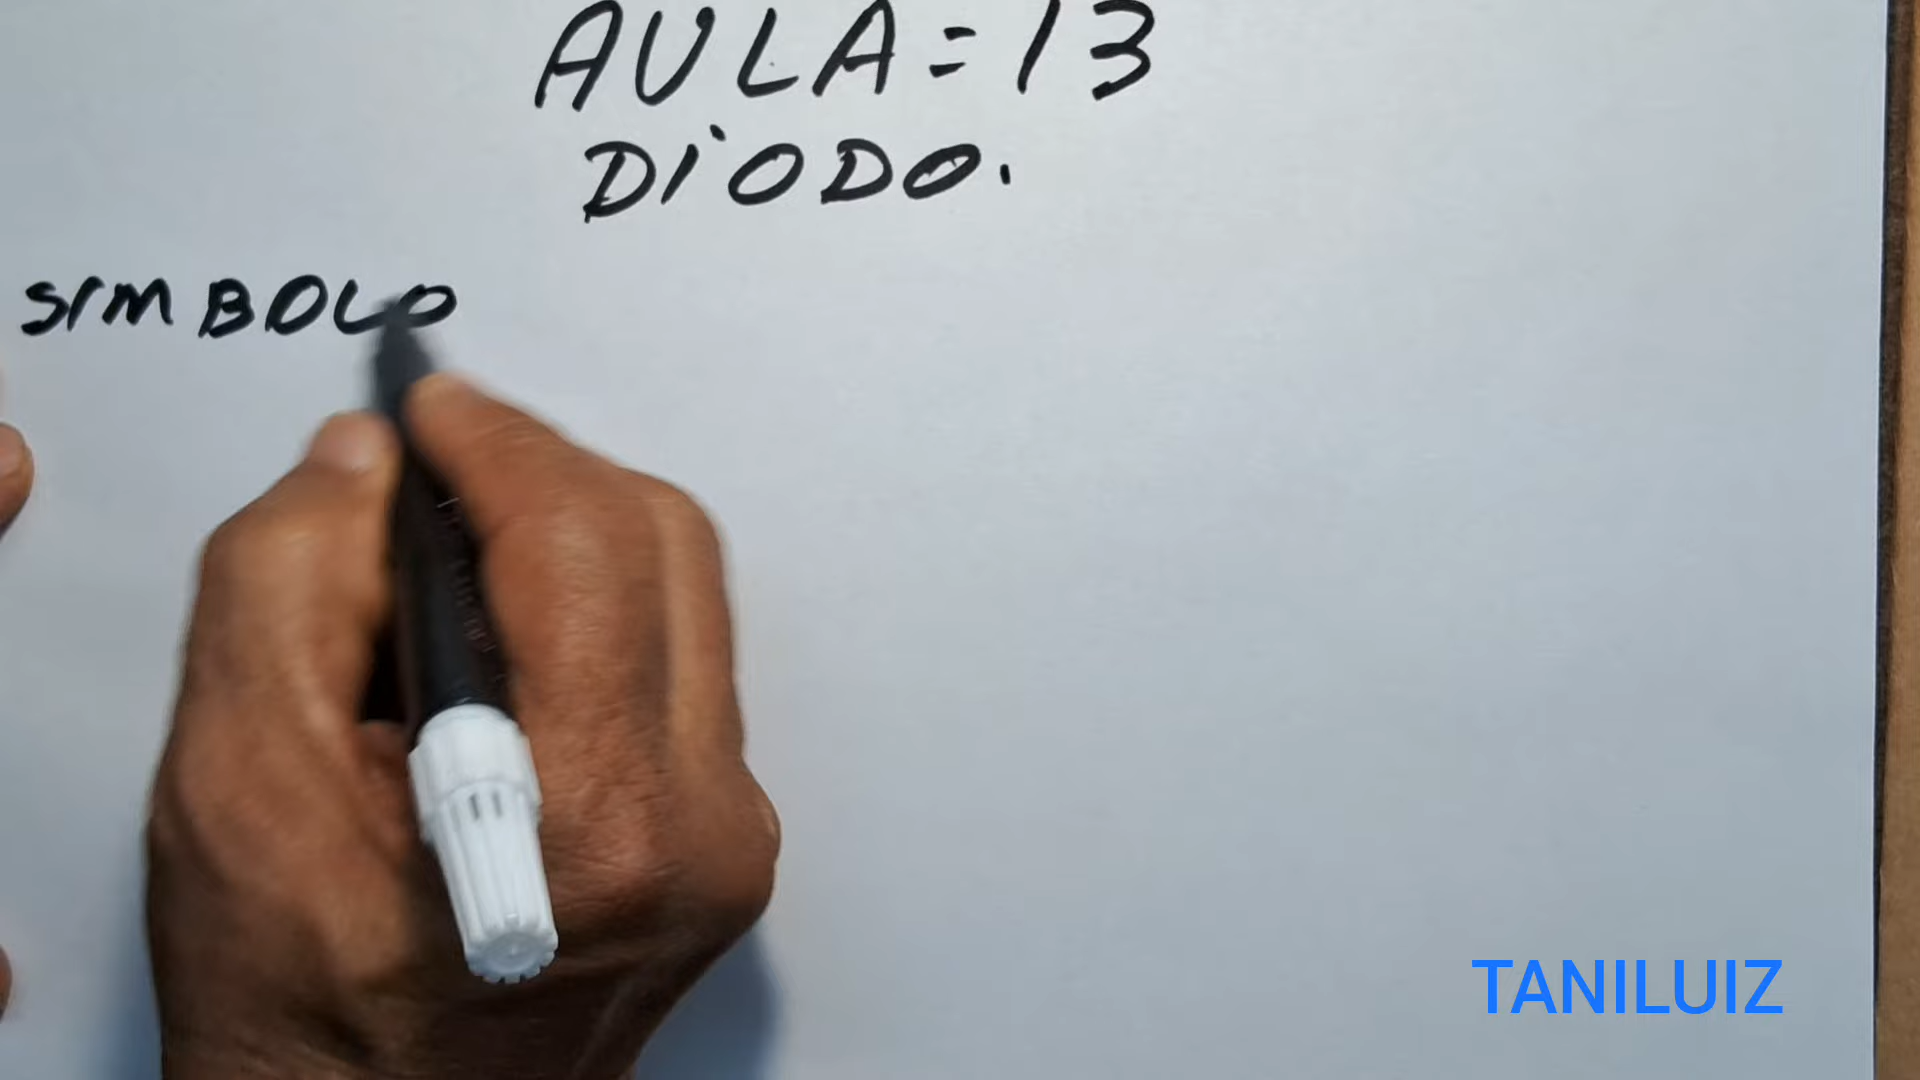 AULA = 13
DIODO.
SIMBOLO
TANILUIZ